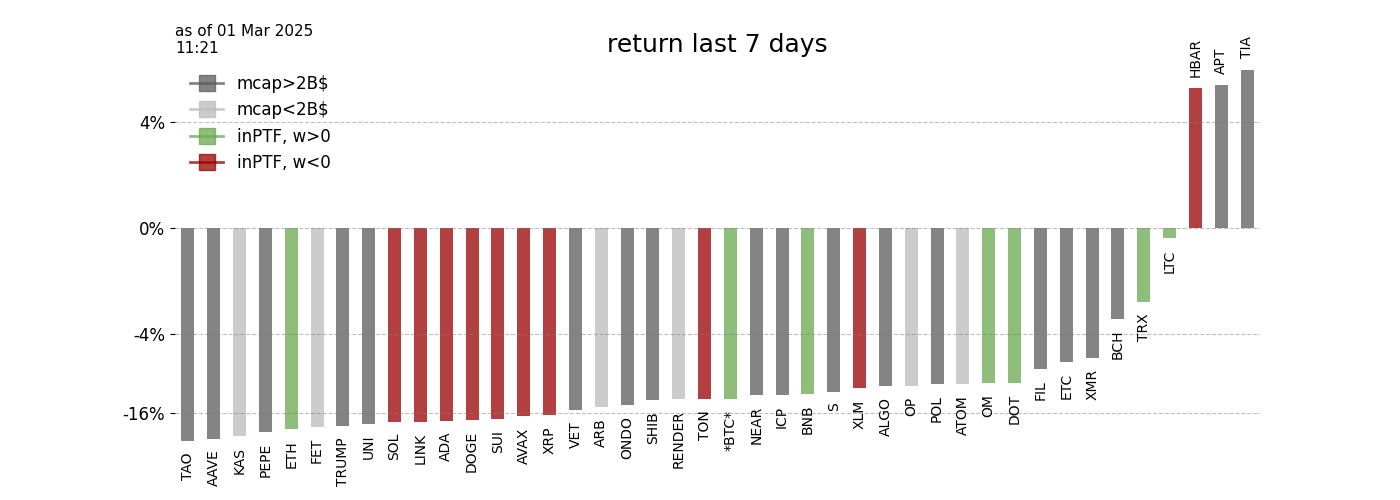 as of 01 Mar 2025
11:21
return last 7 days
mcap>2B$
mcap<2B$
inPTF, w>0
inPTF, w<0
4%
0%
-4%
-16%
TAO
AAVE
KAS
PEPE
ETH
FET
TRUMP
UNI
SOL
LINK
ADA
DOGE
SUI
AVAX
XRP
VET
ARB
ONDO
SHIB
RENDER
TON
*BTC*
NEAR
ICP
BNB
S
XLM
ALGO
OP
POL
ATOM
OM
DOT
FIL
ETC
XMR
BCH
TRX
LTC
HBAR
APT
TIA